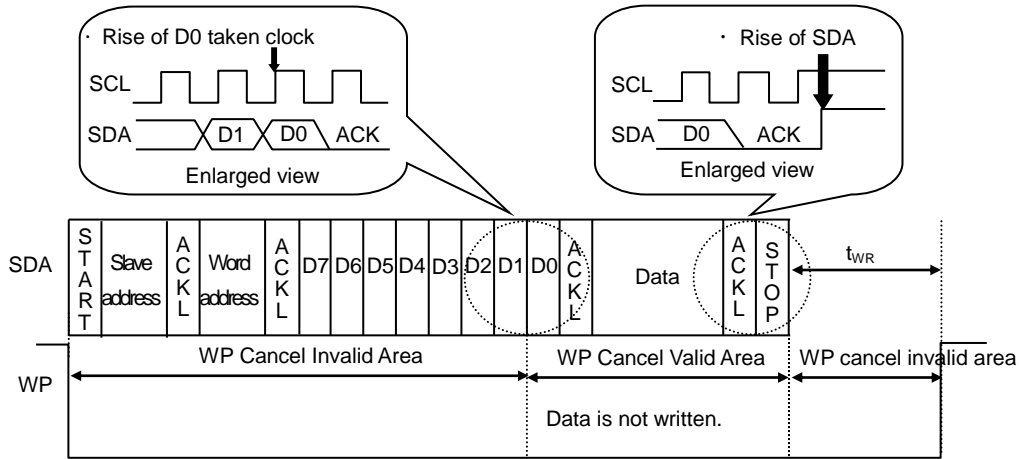 · Rise of D0 taken clock
SCL
SDA D1 D0 ACK
Enlarged view
· Rise of SDA
SCL
SDA D0 ACK
Enlarged view
SDA START Slave address ACKL Word address ACKL D7 D6 D5 D4 D3 D2 D1 D0 ACKL Data ACKL STOP tWR
WP Cancel Invalid Area WP Cancel Valid Area WP cancel invalid area
WP
Data is not written.